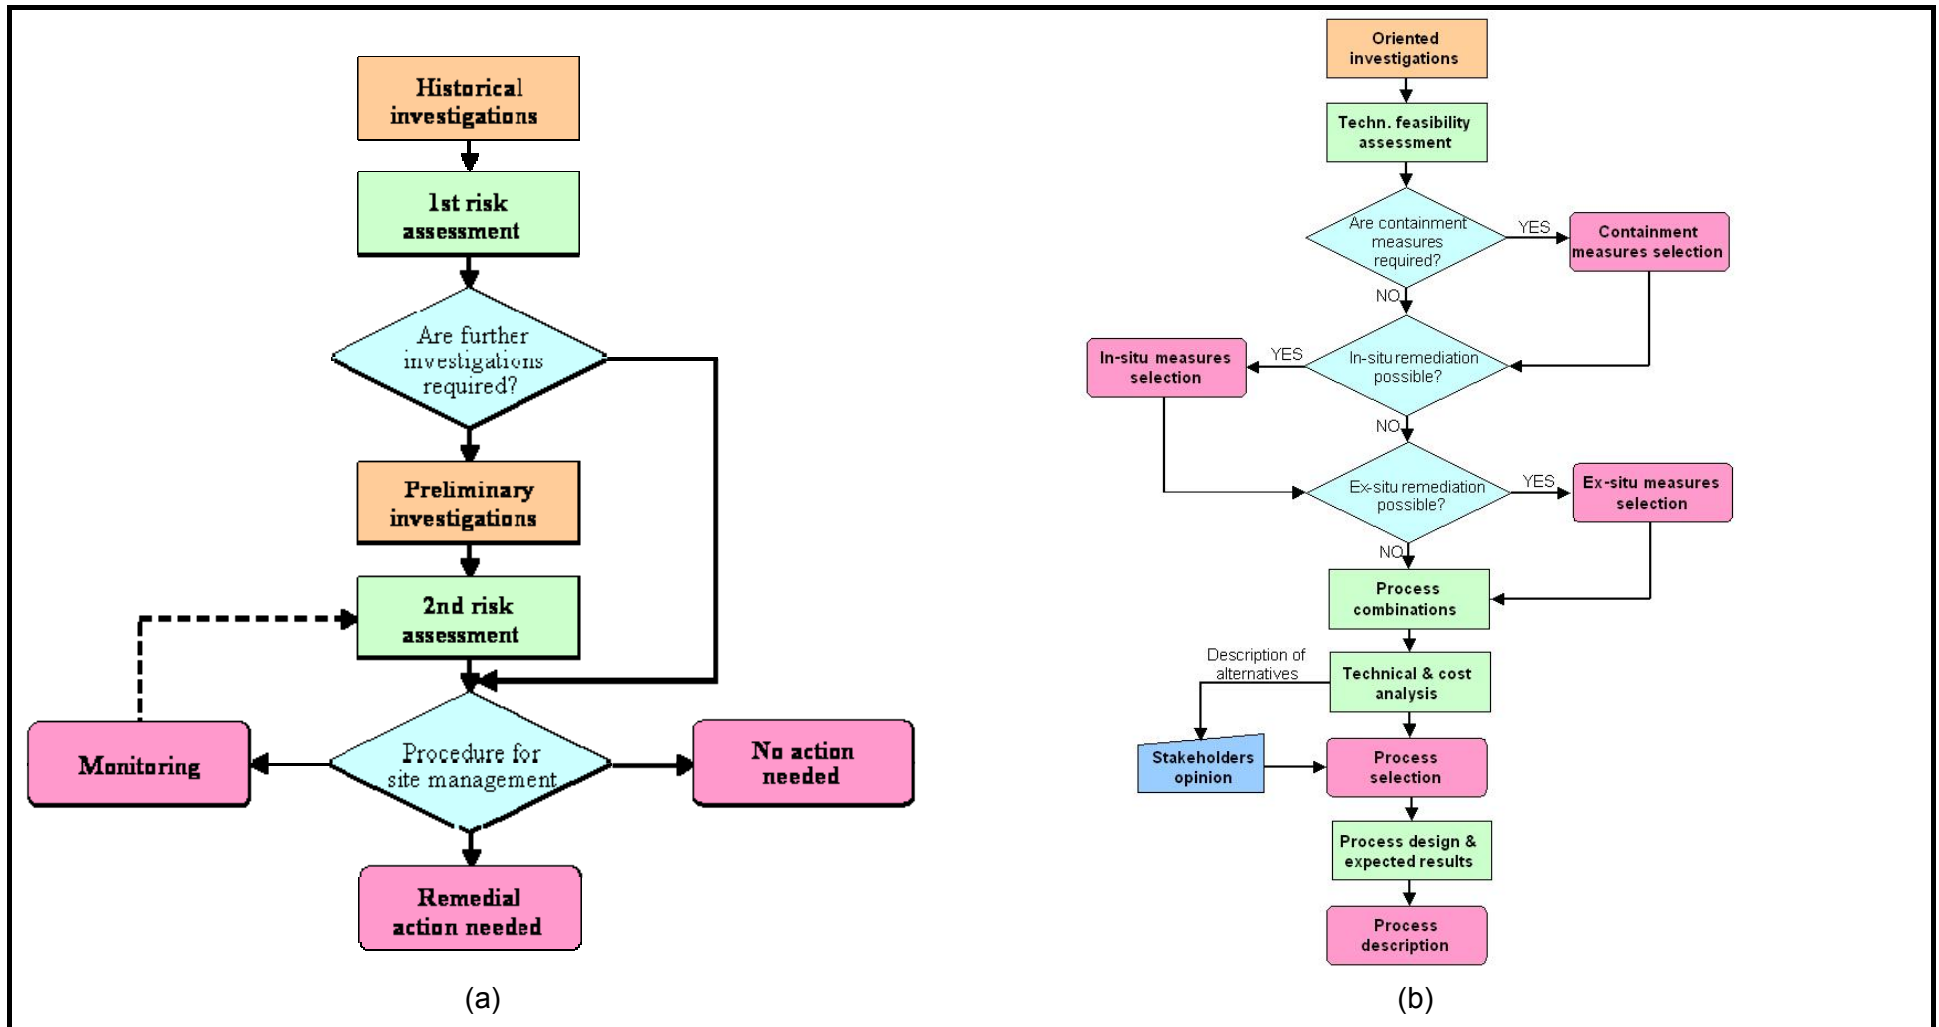 Historical
investigations
1st risk
assessment
Are further
investigations
required?
Preliminary
investigations
2nd risk
assessment
Monitoring
Procedure for
site management
No action
needed
Remedial
action needed
(a)
Oriented
investigations
Techn. feasibility
assessment
Are containment
measures
required?
YES
Containment
measures selection
NO
In-situ measures
selection
YES
In-situ remediation
possible?
NO
Ex-situ remediation
possible?
YES
Ex-situ measures
selection
NO
Process
combinations
Description of
alternatives
Technical & cost
analysis
Stakeholders
opinion
Process
selection
Process design &
expected results
Process
description
(b)